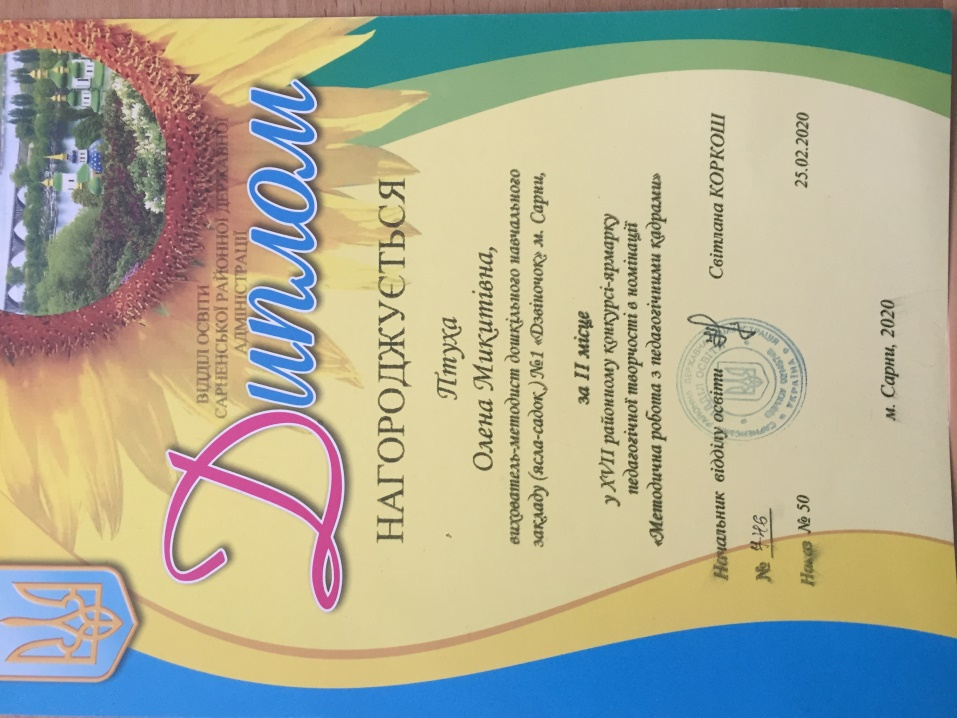 ВІДДІЛ ОСВІТИ
САРНЕНСЬКОЇ РАЙОННОЇ ДЕРЖАВНОЇ
АДМІНІСТРАЦІЇ
Диплом
НАГОРОДЖУЄТЬСЯ
Птуха
Олена Микитівна,
вихователь-методист дошкільного навчального
закладу (ясла-садок) №1 «Дзвіночок» м. Сарни,
за ІІ місце
у XVII районному конкурсі-ярмарку
педагогічної творчості в номінації
«Методична робота з педагогічними кадрами»
Начальник відділу освіти Світлана КОРКОШ
№ 446
Наказ № 50 25.02.2020
м. Сарни, 2020